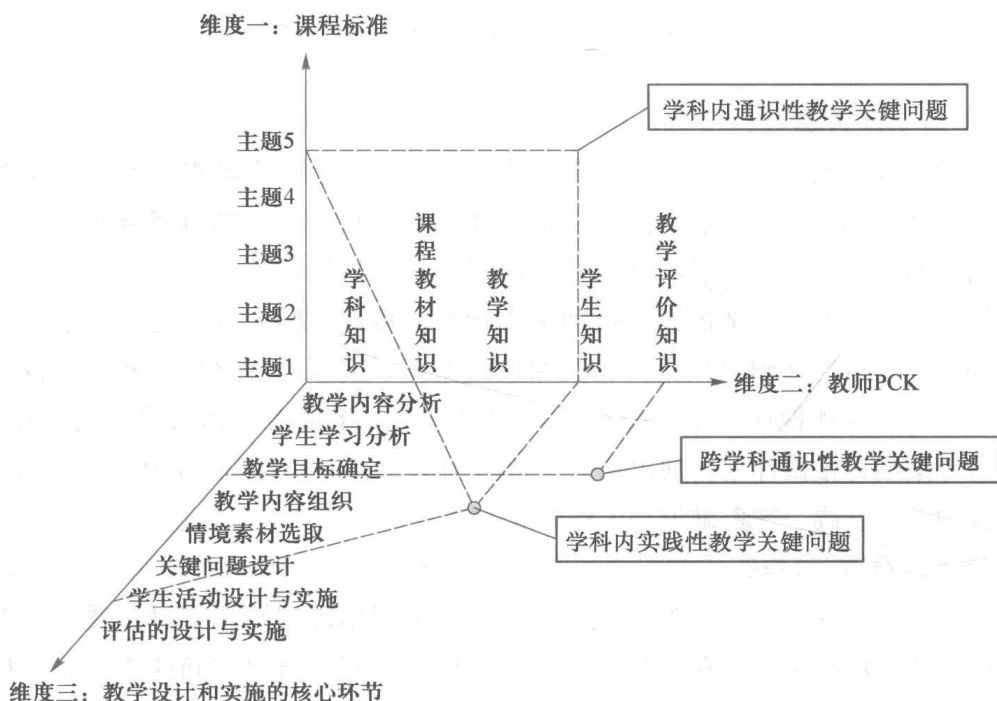 维度一：课程标准
学科内通识性教学关键问题
主题5
主题4
主题3
主题2
主题1
学科知识
课程教材知识
教学知识
学生知识
教学评价知识
维度二：教师PCK
教学内容分析
学生学习分析
教学目标确定
教学内容组织
情境素材选取
关键问题设计
学生活动设计与实施
评估的设计与实施
跨学科通识性教学关键问题
学科内实践性教学关键问题
维度三：教学设计和实施的核心环节